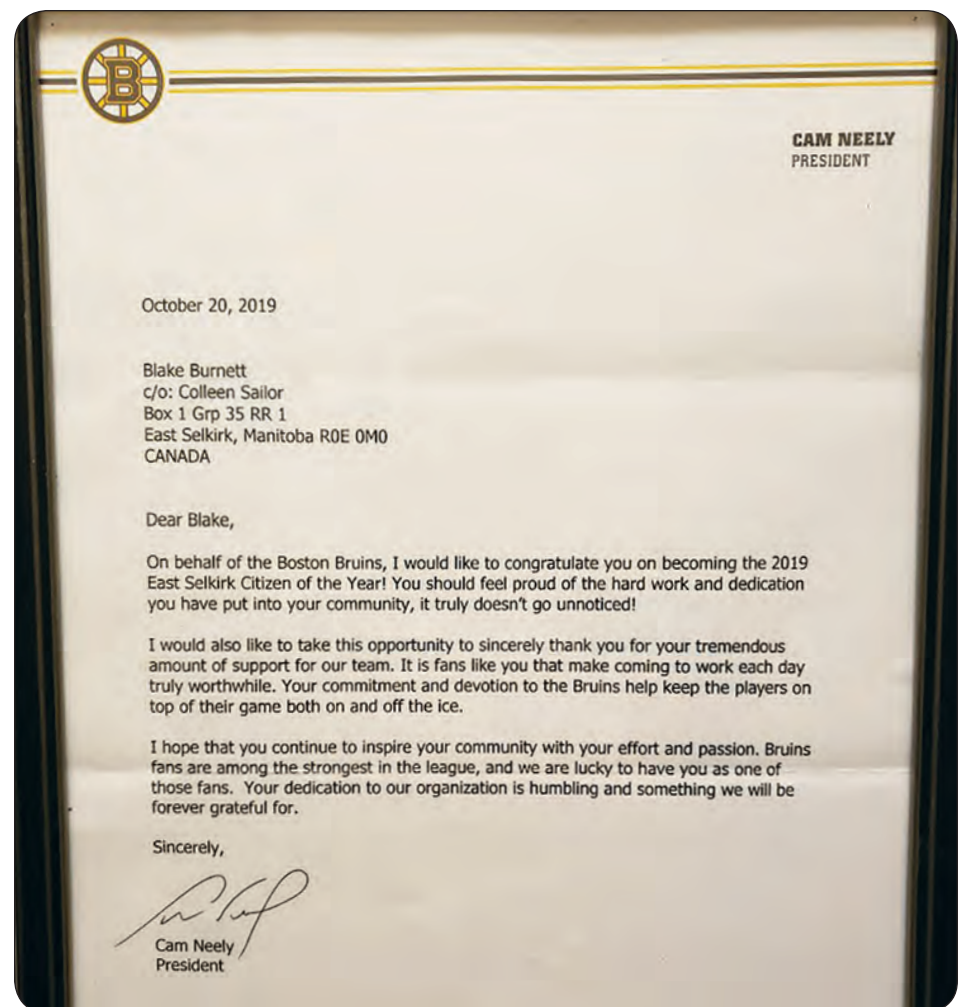 B
CAM NEELY
PRESIDENT
October 20, 2019
Blake Burnett
c/o: Colleen Sailor
Box 1 Grp 35 RR 1
East Selkirk, Manitoba R0E 0M0
CANADA
Dear Blake,
On behalf of the Boston Bruins, I would like to congratulate you on becoming the 2019
East Selkirk Citizen of the Year! You should feel proud of the hard work and dedication
you have put into your community, it truly doesn't go unnoticed!
I would also like to take this opportunity to sincerely thank you for your tremendous
amount of support for our team. It is fans like you that make coming to work each day
truly worthwhile. Your commitment and devotion to the Bruins help keep the players on
top of their game both on and off the ice.
I hope that you continue to inspire your community with your effort and passion. Bruins
fans are among the strongest in the league, and we are lucky to have you as one of
those fans.  Your dedication to our organization is humbling and something we will be
forever grateful for.
Sincerely,
Cam Neely
President